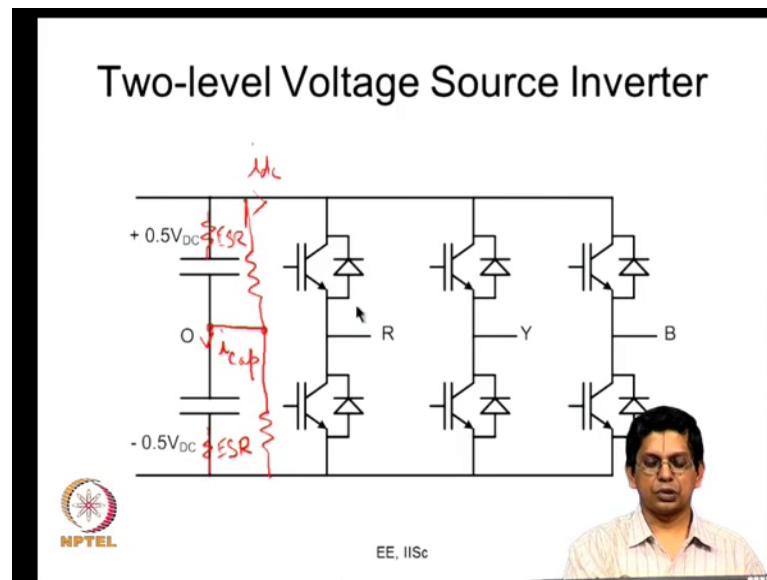 Two-level Voltage Source Inverter
idc
+ 0.5VDC ESR
O icap R Y B
- 0.5VDC ESR
NPTEL
EE, IISc